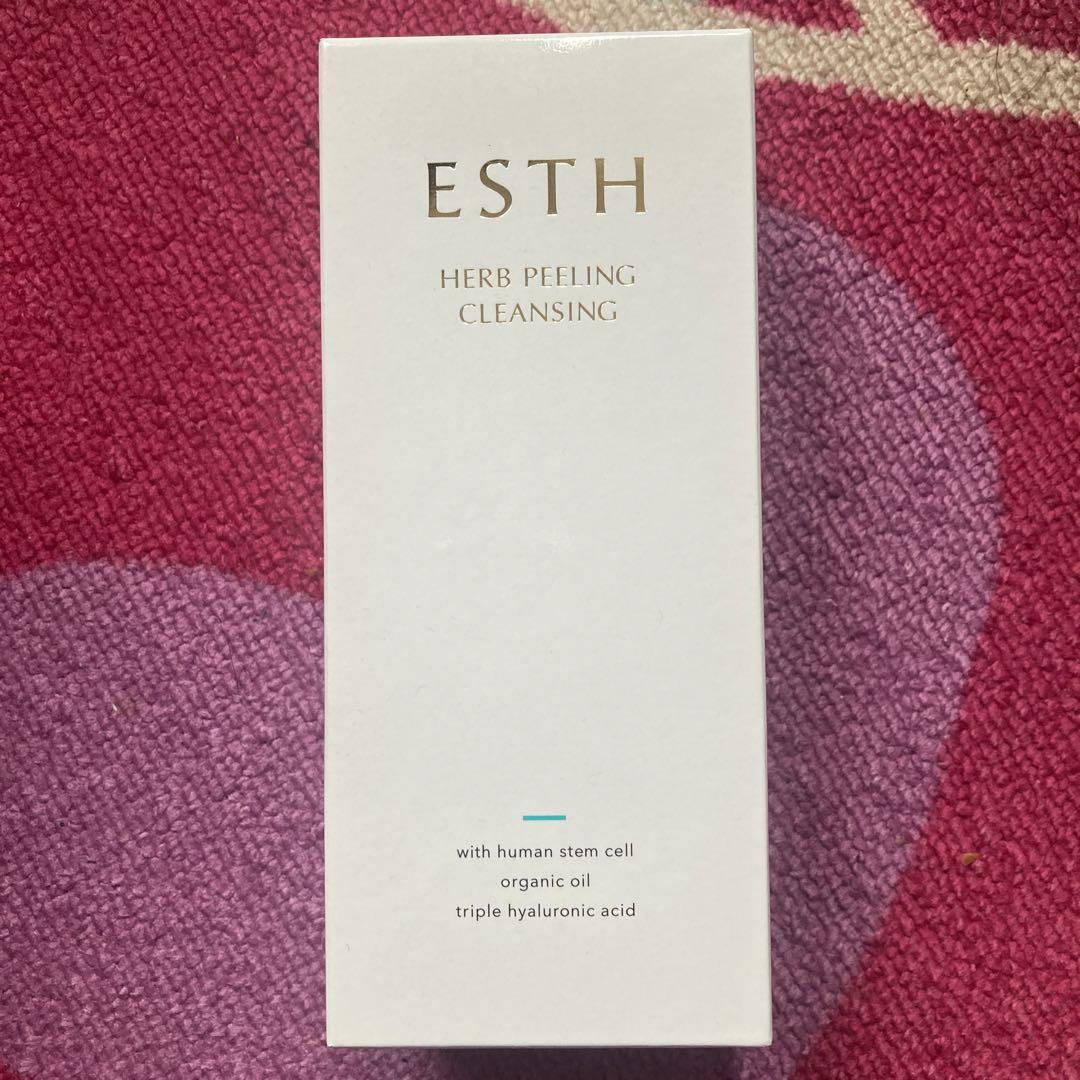 ESTH
HERB PEELING
CLEANSING
with human stem cell
organic oil
triple hyaluronic acid